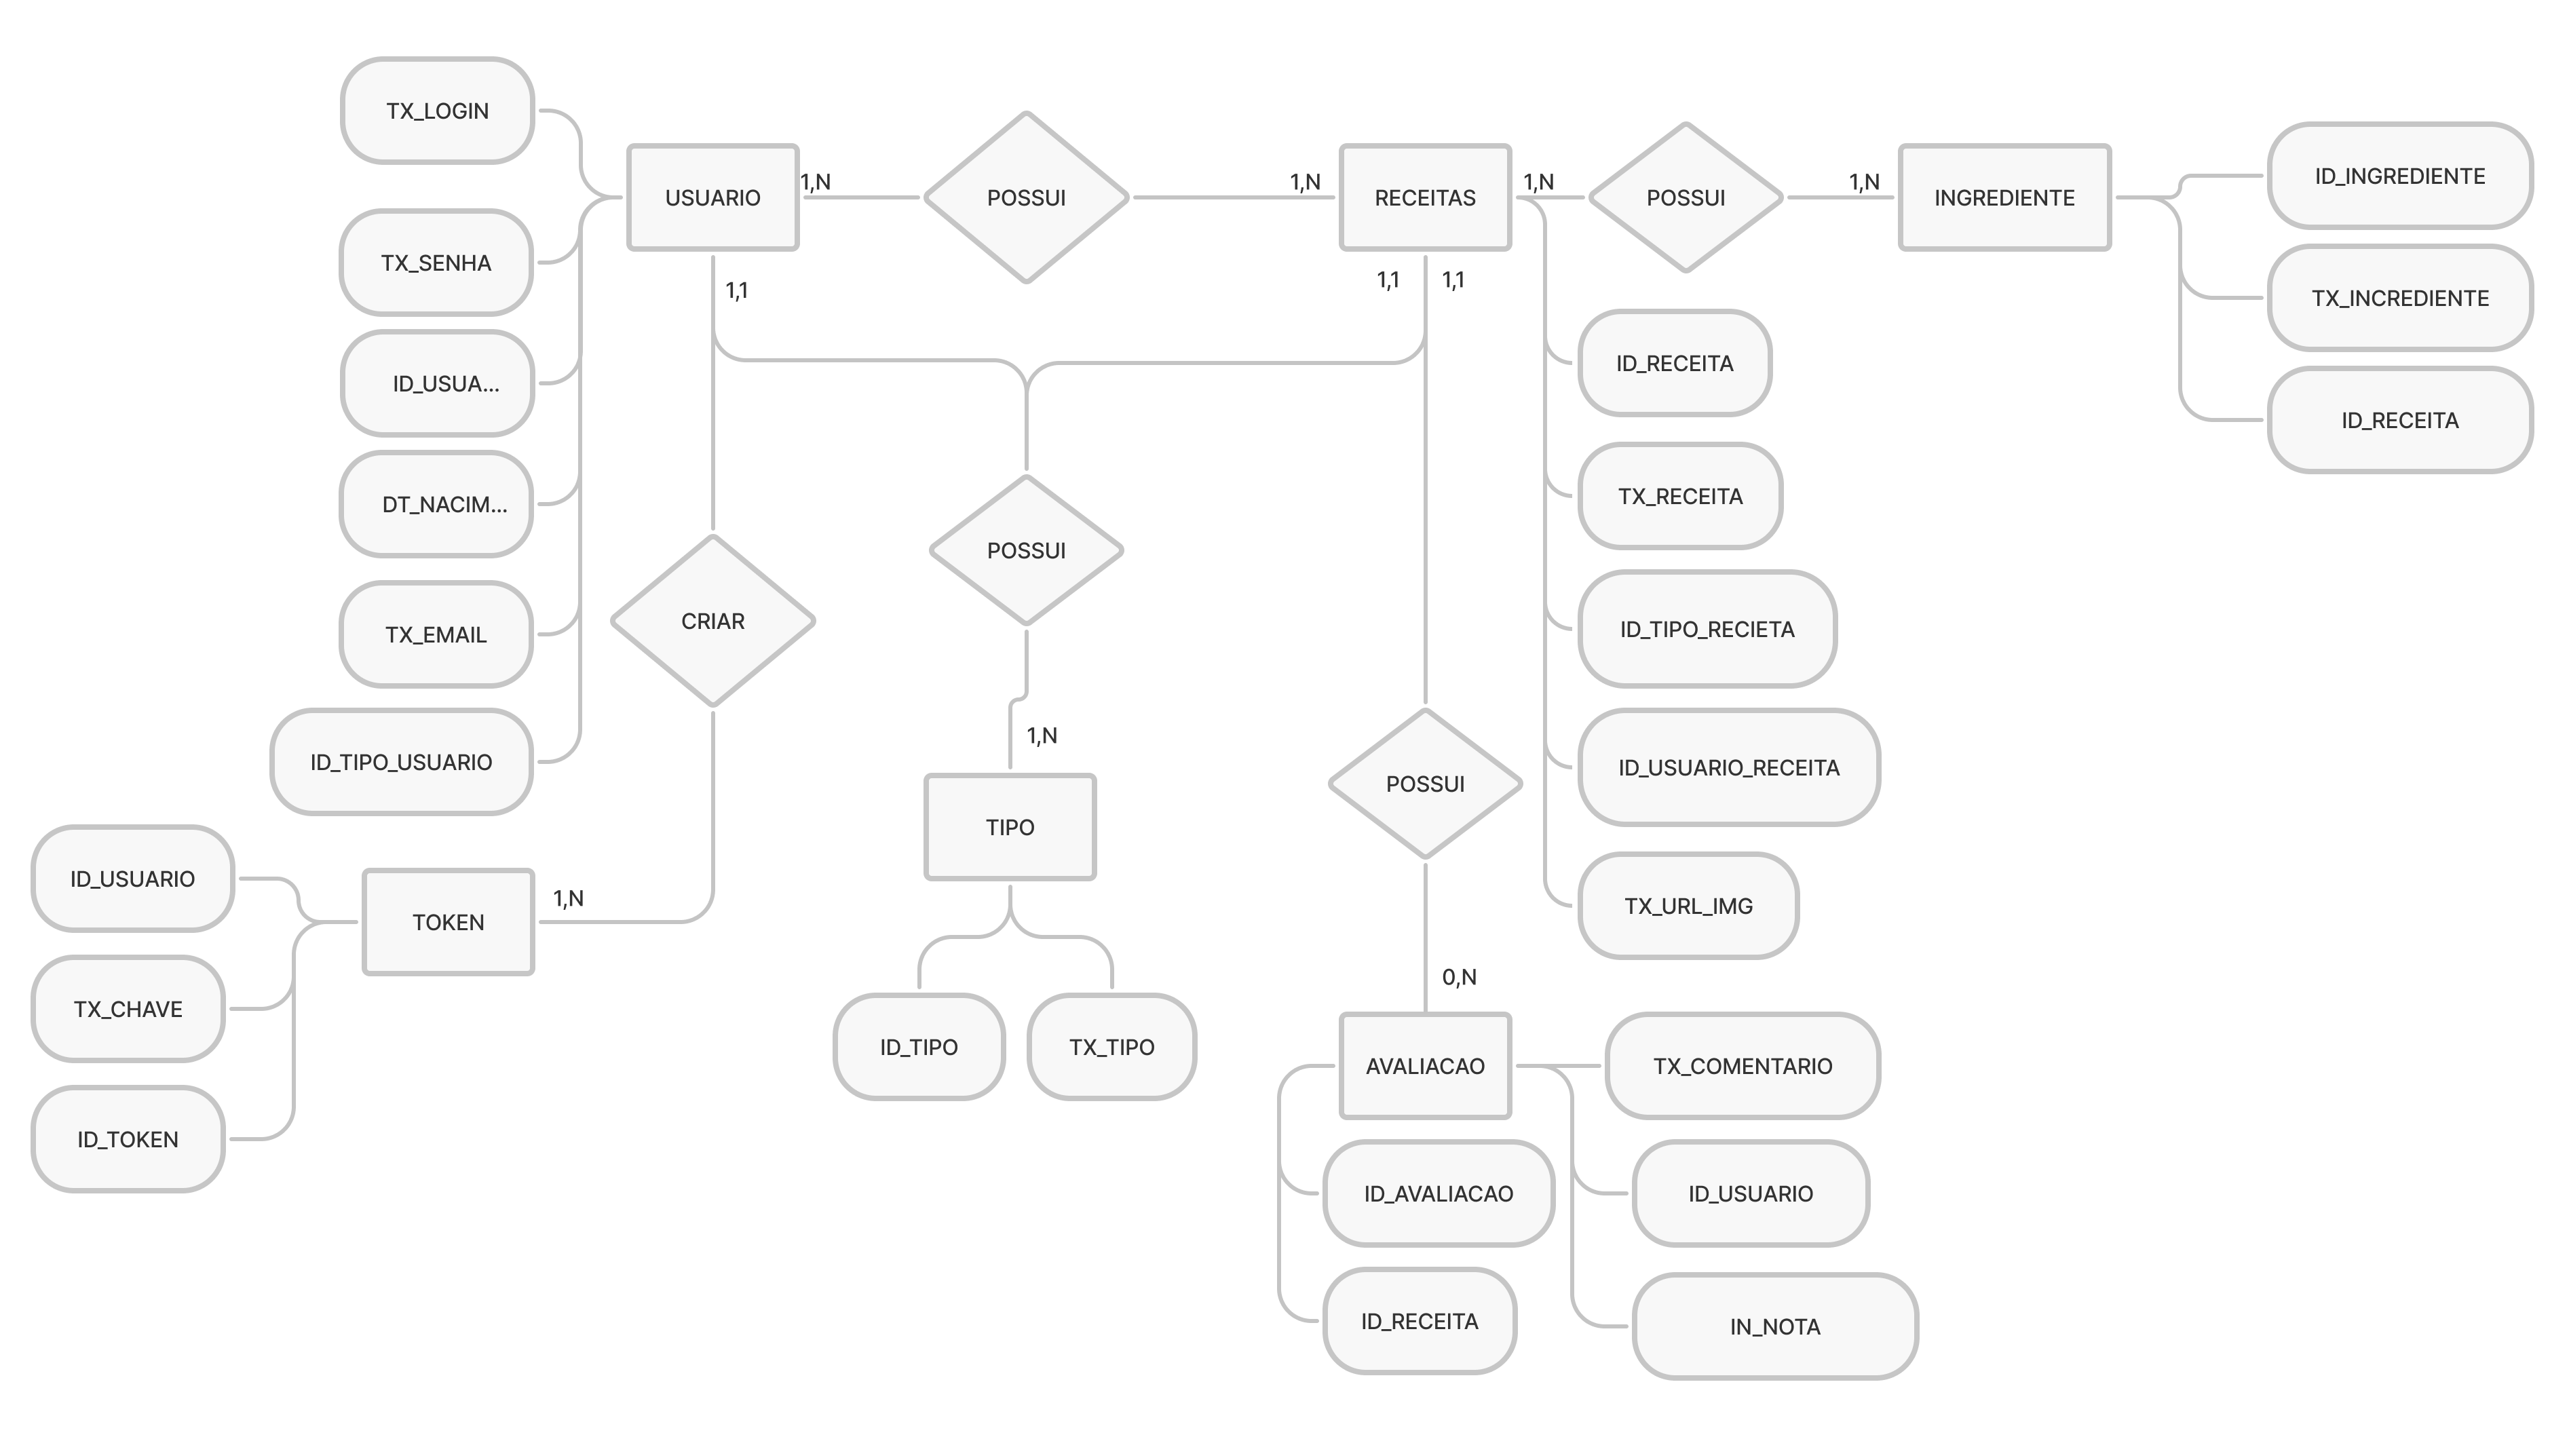 TX_LOGIN
USUARIO
1,N
POSSUI
1,N
RECEITAS
1,N
POSSUI
1,N
INGREDIENTE
ID_INGREDIENTE
TX_SENHA
1,1
1,1
1,1
TX_INCREDIENTE
ID_USUA...
ID_RECEITA
ID_RECEITA
DT_NACIM...
TX_RECEITA
POSSUI
CRIAR
TX_EMAIL
ID_TIPO_RECIETA
ID_TIPO_USUARIO
1,N
POSSUI
ID_USUARIO_RECEITA
TIPO
ID_USUARIO
TOKEN
1,N
TX_URL_IMG
TX_CHAVE
0,N
ID_TIPO
TX_TIPO
AVALIACAO
TX_COMENTARIO
ID_TOKEN
ID_AVALIACAO
ID_USUARIO
ID_RECEITA
IN_NOTA